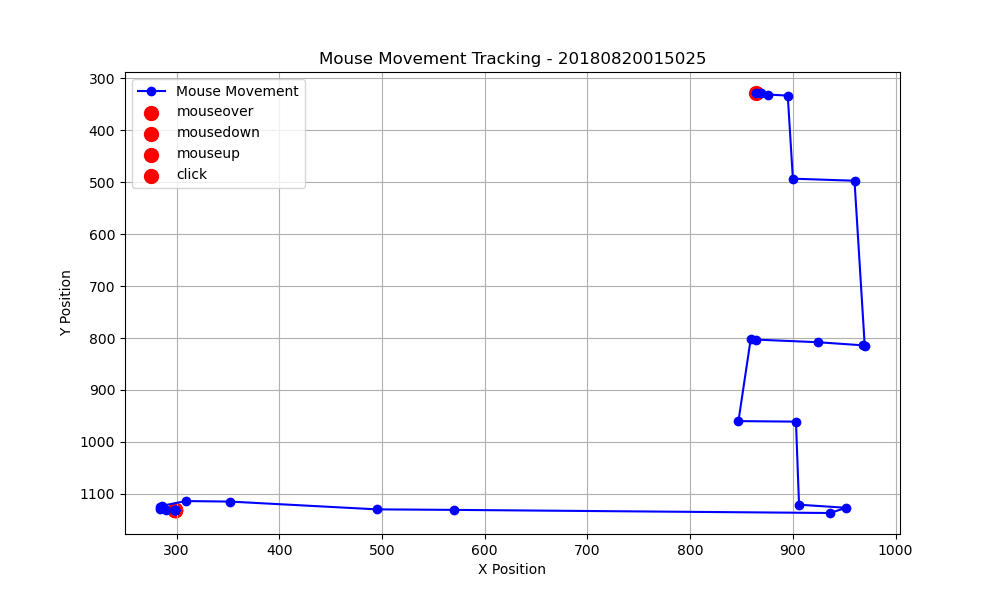 Mouse Movement Tracking - 20180820015025
Mouse Movement
mouseover
mousedown
mouseup
click
Y Position
300
400
500
600
700
800
900
1000
1100
300 400 500 600 700 800 900 1000
X Position